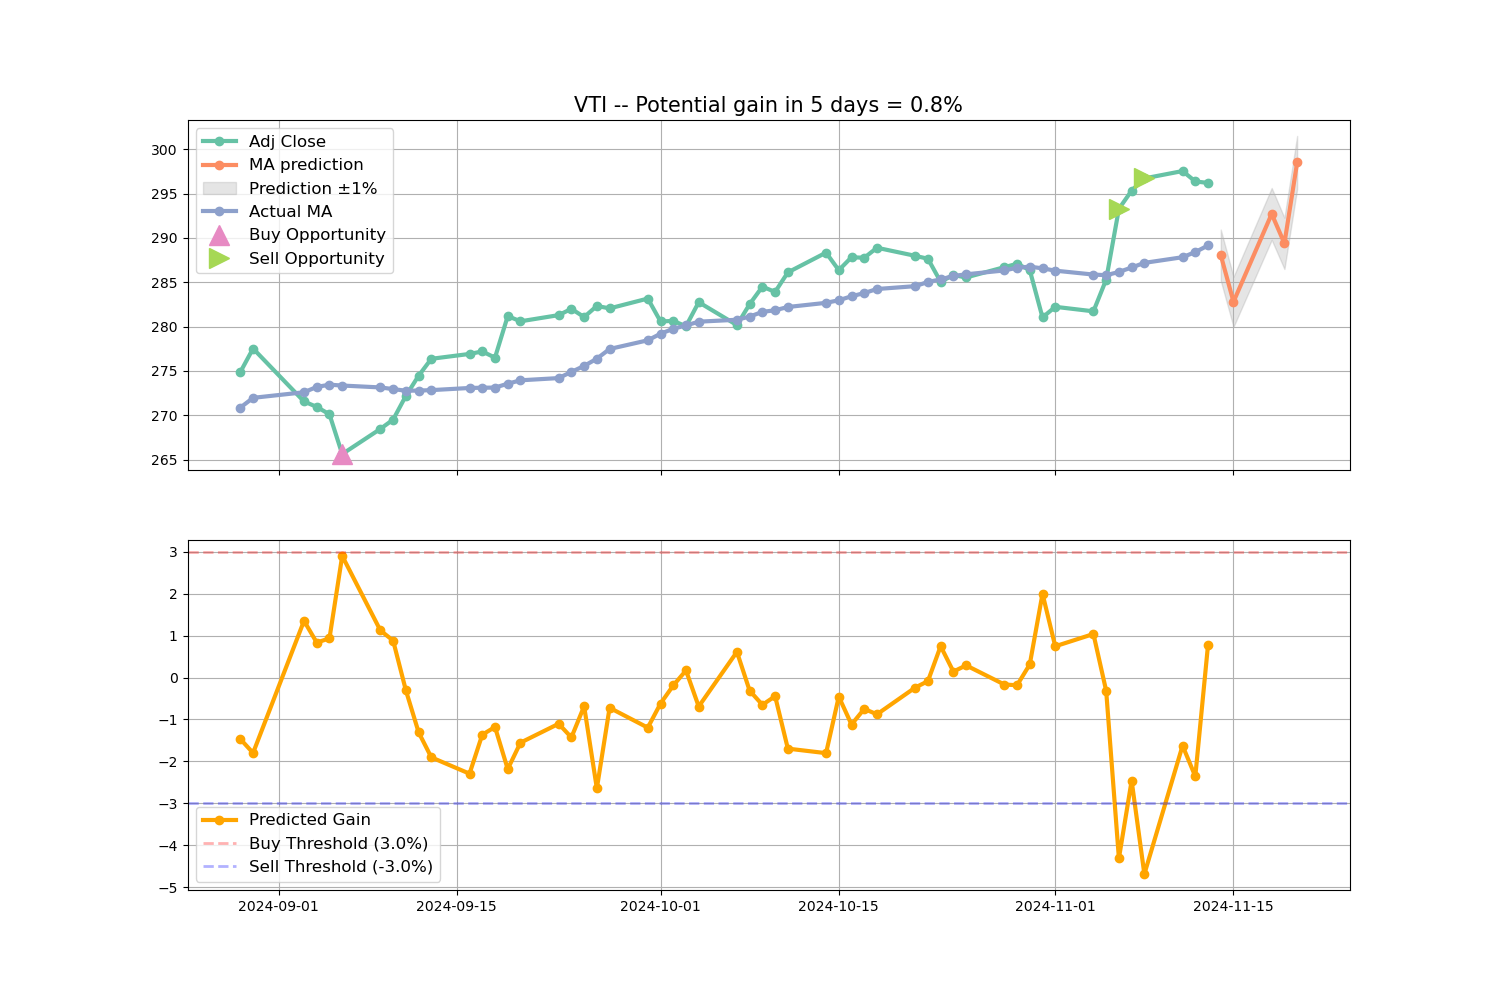 VTI -- Potential gain in 5 days = 0.8%
300
295
290
285
280
275
270
265
Adj Close
MA prediction
Prediction ±1%
Actual MA
Buy Opportunity
Sell Opportunity
3
2
1
0
−1
−2
−3
−4
−5
Predicted Gain
Buy Threshold (3.0%)
Sell Threshold (-3.0%)
2024-09-01
2024-09-15
2024-10-01
2024-10-15
2024-11-01
2024-11-15